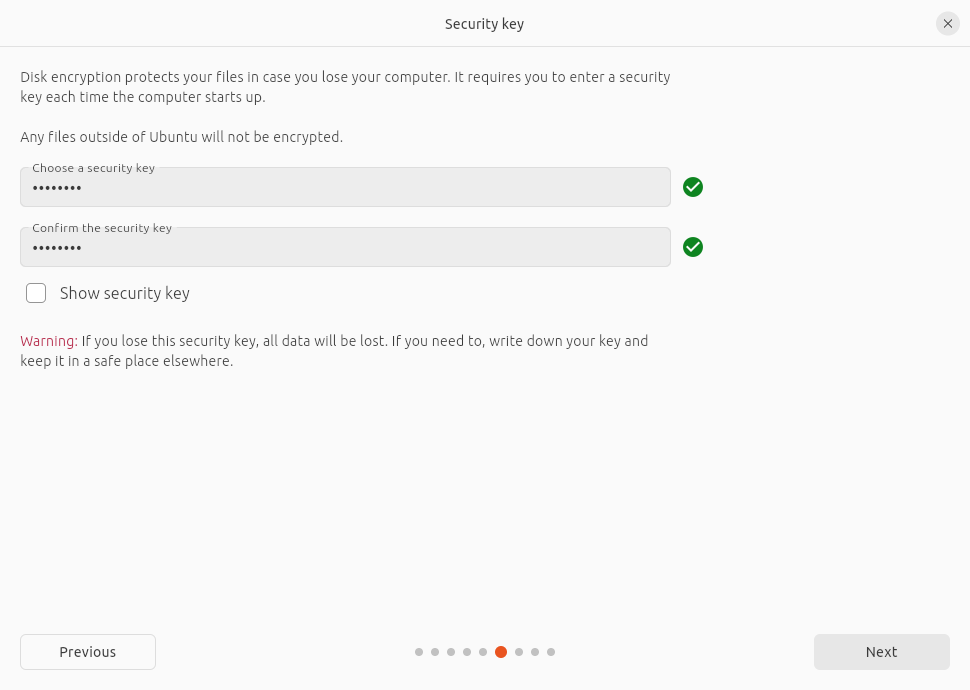 Security key
Disk encryption protects your files in case you lose your computer. It requires you to enter a security
key each time the computer starts up.
Any files outside of Ubuntu will not be encrypted.
Choose a security key
••••••••
Confirm the security key
••••••••
Show security key
Warning: If you lose this security key, all data will be lost. If you need to, write down your key and
keep it in a safe place elsewhere.
Previous
Next